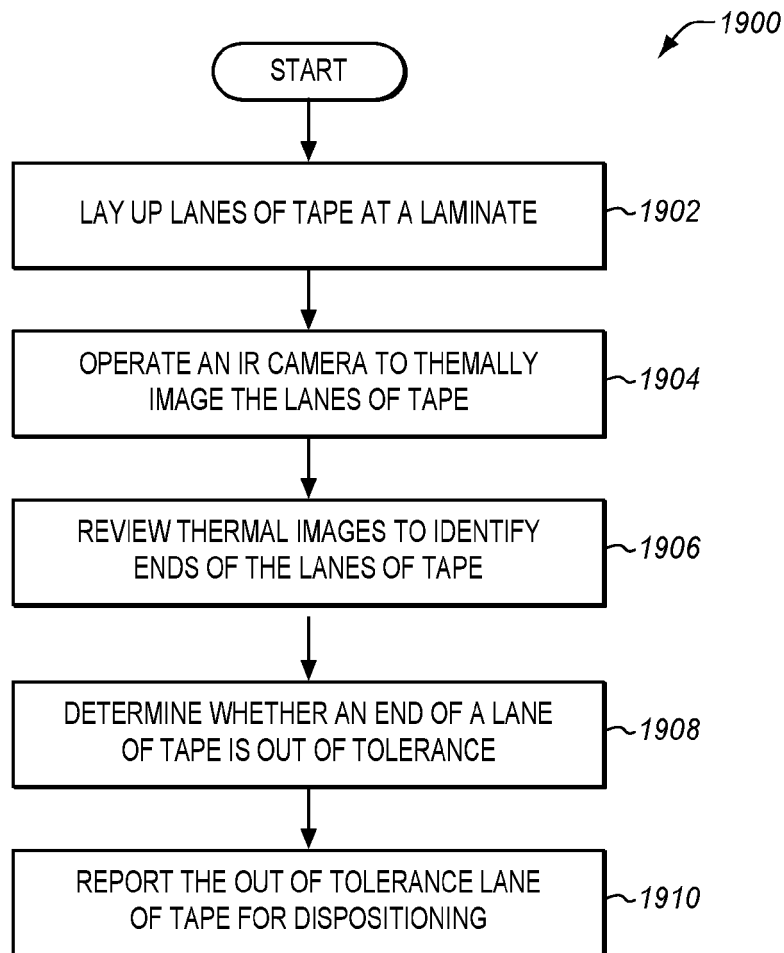 1900
START
LAY UP LANES OF TAPE AT A LAMINATE
1902
OPERATE AN IR CAMERA TO THEMALLY
IMAGE THE LANES OF TAPE
1904
REVIEW THERMAL IMAGES TO IDENTIFY
ENDS OF THE LANES OF TAPE
1906
DETERMINE WHETHER AN END OF A LANE
OF TAPE IS OUT OF TOLERANCE
1908
REPORT THE OUT OF TOLERANCE LANE
OF TAPE FOR DISPOSITIONING
1910